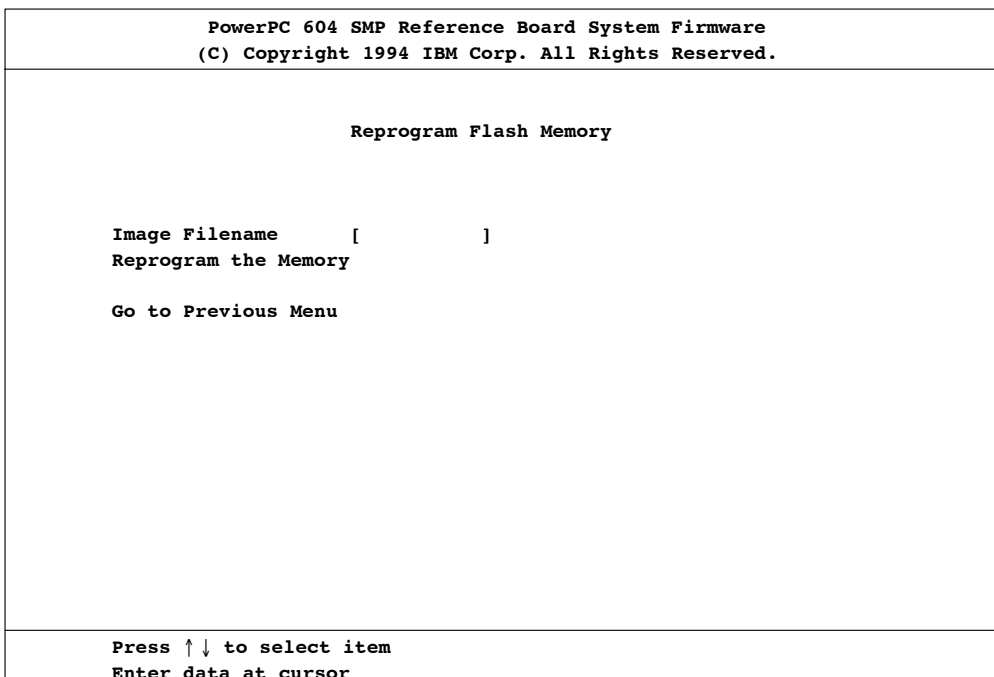 PowerPC 604 SMP Reference Board System Firmware
(C) Copyright 1994 IBM Corp. All Rights Reserved.
Reprogram Flash Memory
Image Filename [ ]
Reprogram the Memory
Go to Previous Menu
Press ↑↓ to select item
Enter data at cursor